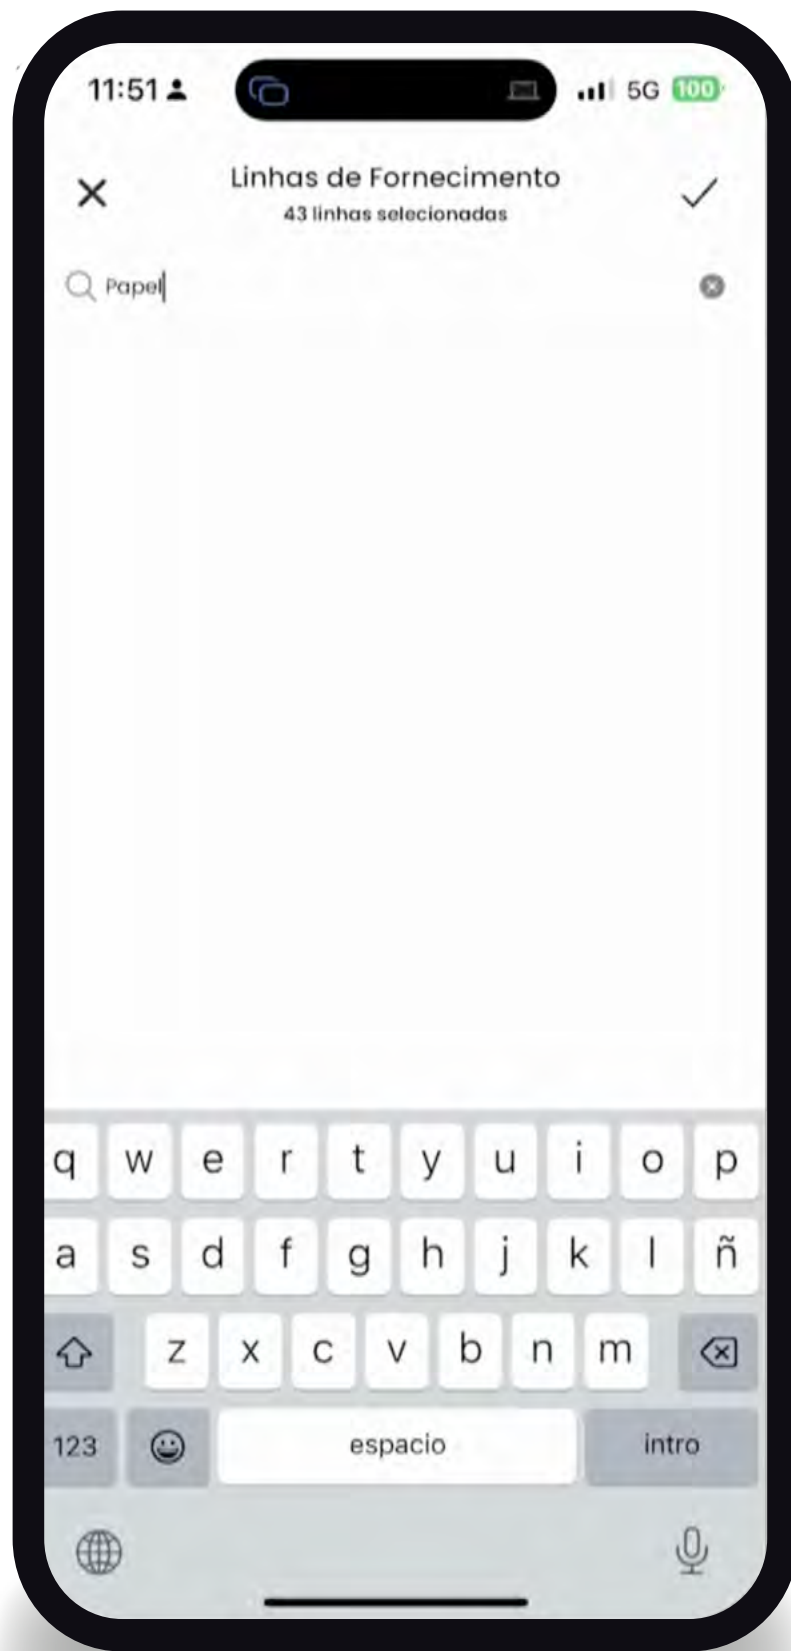 11:51
5G 100
Linhas de Fornecimento
43 linhas selecionadas
Papel
q w e r t y u i o p
a s d f g h j k l ñ
z x c v b n m
123 espacio intro